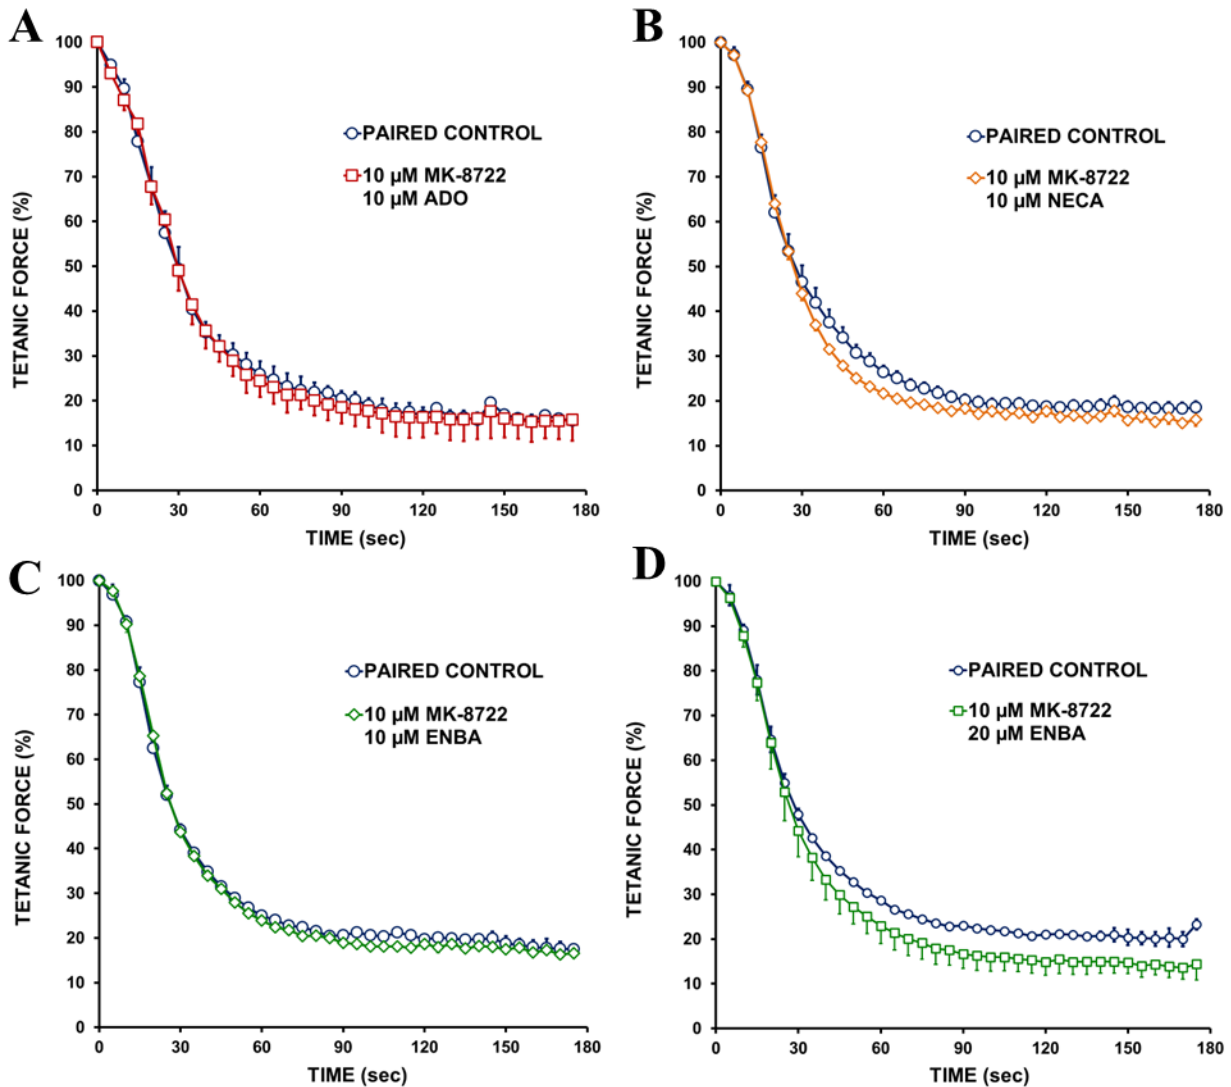 A
100
90
80
70
60
50
40
30
20
10
0
TETANIC FORCE (%)
PAIRED CONTROL
10 µM MK-8722
10 µM ADO
0 30 60 90 120 150 180
TIME (sec)
B
100
90
80
70
60
50
40
30
20
10
0
TETANIC FORCE (%)
PAIRED CONTROL
10 µM MK-8722
10 µM NECA
0 30 60 90 120 150 180
TIME (sec)
C
100
90
80
70
60
50
40
30
20
10
0
TETANIC FORCE (%)
PAIRED CONTROL
10 µM MK-8722
10 µM ENBA
0 30 60 90 120 150 180
TIME (sec)
D
100
90
80
70
60
50
40
30
20
10
0
TETANIC FORCE (%)
PAIRED CONTROL
10 µM MK-8722
20 µM ENBA
0 30 60 90 120 150 180
TIME (sec)